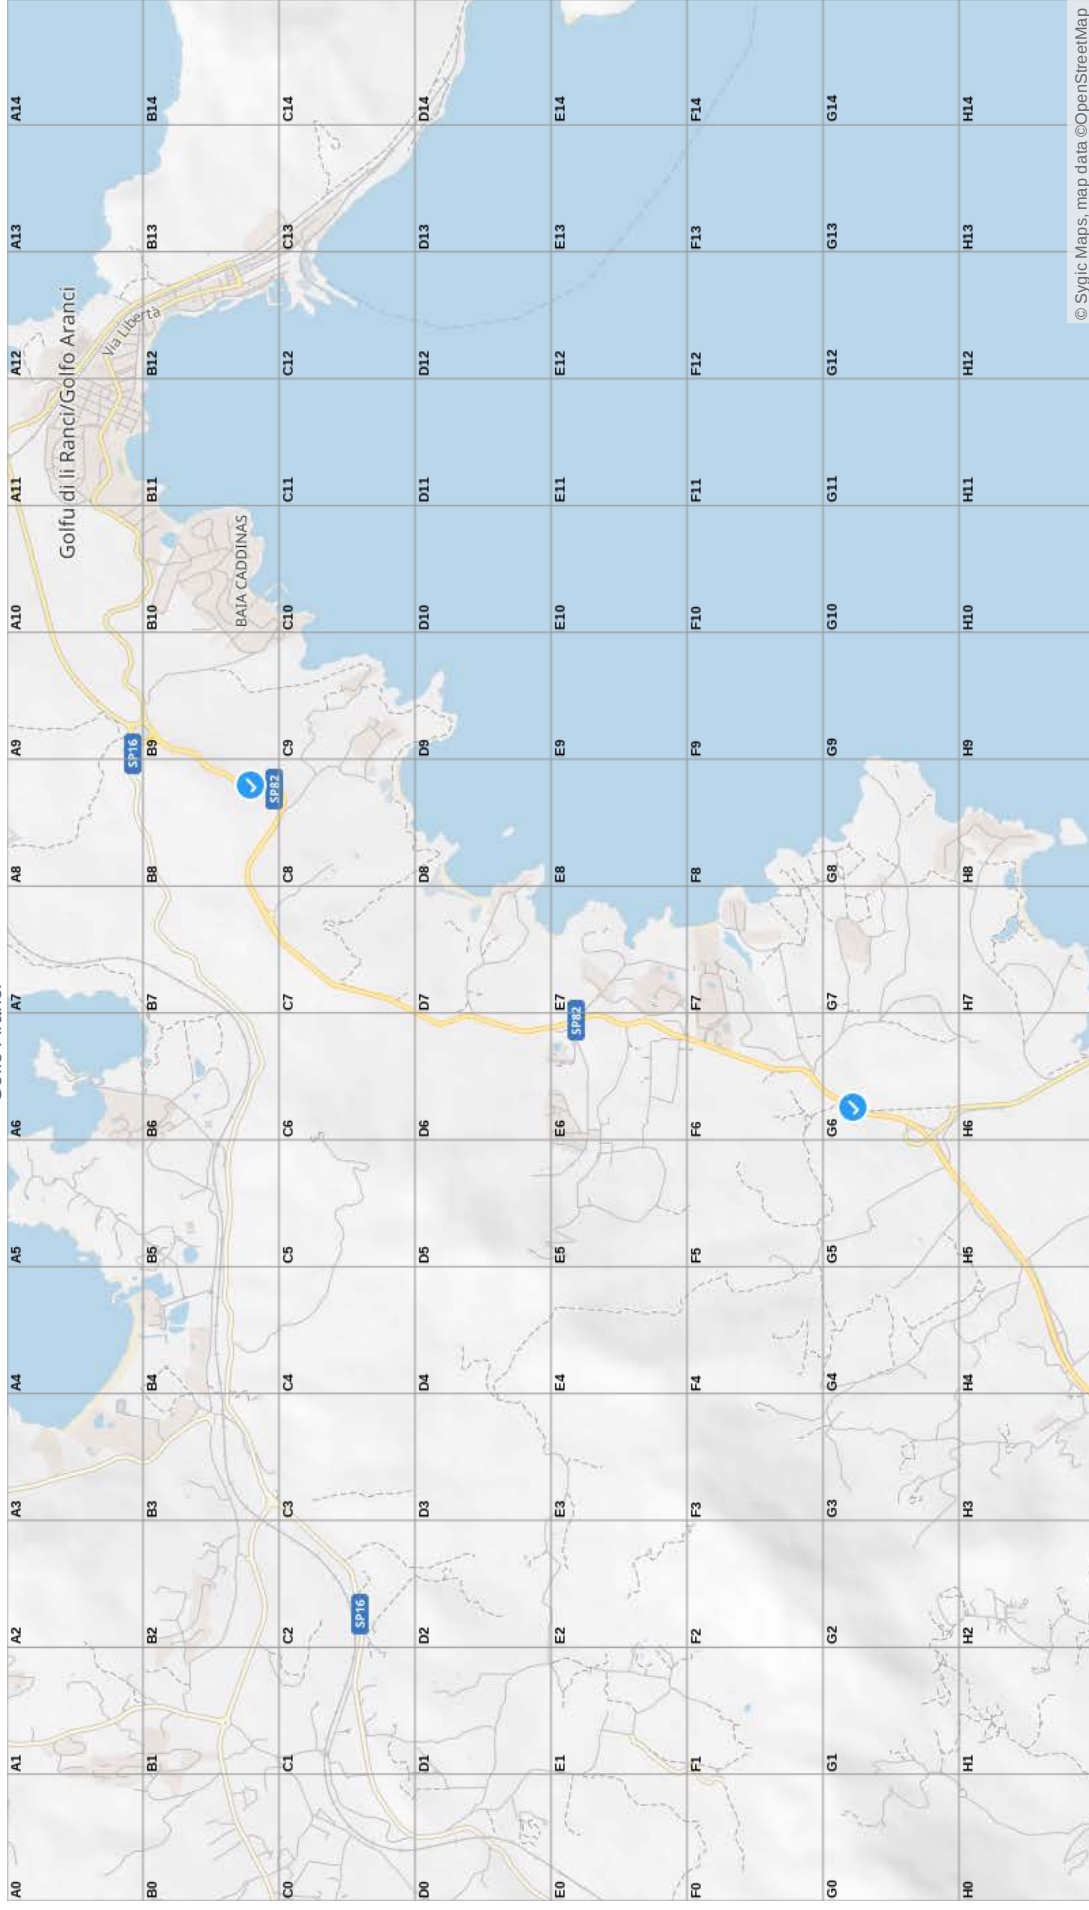 A0 A1 A2 A3 A4 A5 A6 A7 A8 A9 A10 A11 A12 A13 A14
Golfu di li Ranci/Golfo Aranci
Via Libertà
SP16
B0 B1 B2 B3 B4 B5 B6 B7 B8 B9 B10 B11 B12 B13 B14
BAIA CADDINAS
SP82
C0 C1 C2 C3 C4 C5 C6 C7 C8 C9 C10 C11 C12 C13 C14
SP16
D0 D1 D2 D3 D4 D5 D6 D7 D8 D9 D10 D11 D12 D13 D14
E0 E1 E2 E3 E4 E5 E6 E7 E8 E9 E10 E11 E12 E13 E14
SP82
F0 F1 F2 F3 F4 F5 F6 F7 F8 F9 F10 F11 F12 F13 F14
G0 G1 G2 G3 G4 G5 G6 G7 G8 G9 G10 G11 G12 G13 G14
H0 H1 H2 H3 H4 H5 H6 H7 H8 H9 H10 H11 H12 H13 H14
© Sygic Maps, map data ©OpenStreetMap